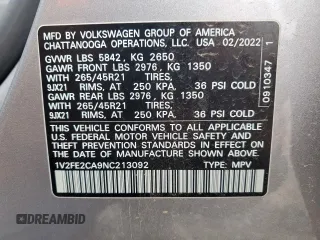 MFD. BY VOLKSWAGEN GROUP OF AMERICA
CHATTANOOGA OPERATIONS, LLC. USA 02/2022
GVWR LBS 5842, KG 2650
GAWR FRONT LBS 2976, KG 1350
WITH 265/45R21 TIRES,
9JX21 RIMS, AT 250 KPA. 36 PSI COLD
GAWR REAR LBS 2976, KG 1350
WITH 265/45R21 TIRES,
9JX21 RIMS, AT 250 KPA. 36 PSI COLD
THIS VEHICLE CONFORMS TO ALL APPLICABLE
U.S. FEDERAL MOTOR VEHICLE SAFETY AND
THEFT PREVENTION STANDARDS IN EFFECT ON
THE DATE OF MANUFACTURE SHOWN ABOVE.
1V2FE2CA9NC213092 TYPE: MPV
0910347 1
DREAMBID